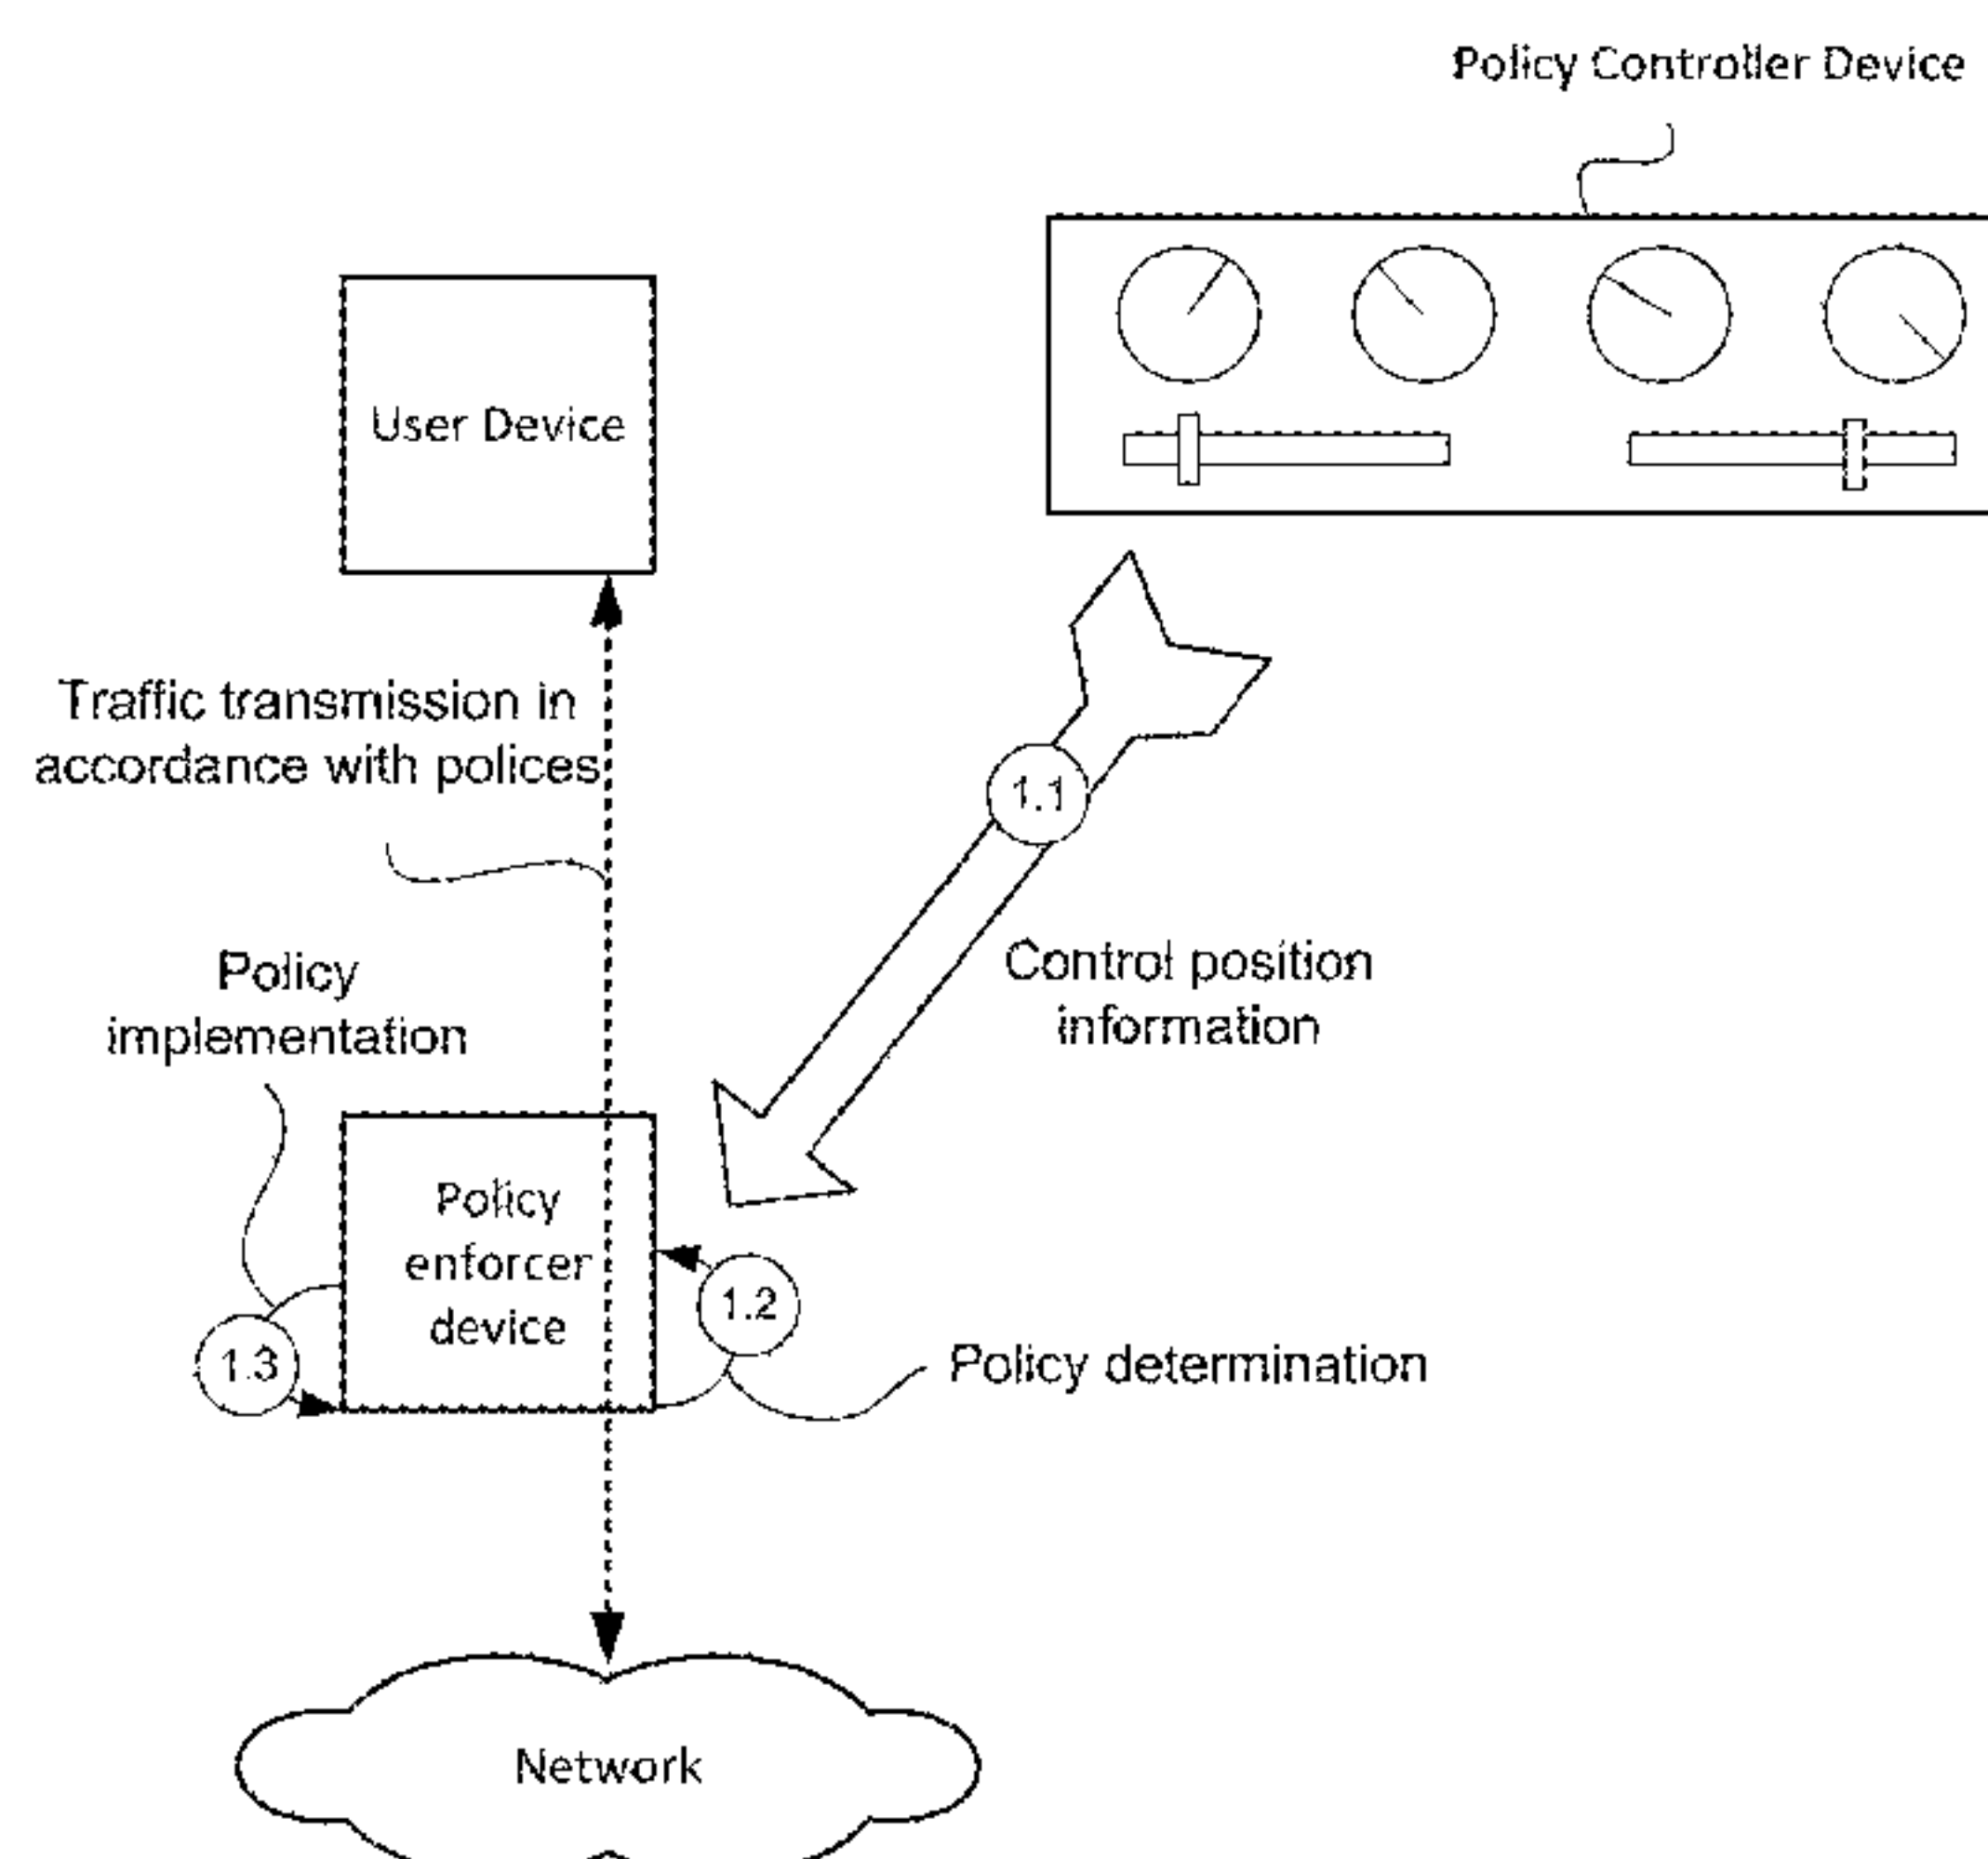 Policy Controller Device
User Device
Traffic transmission in
accordance with polices
1.1
Control position
information
Policy
implementation
Policy
enforcer
device
1.2
1.3
Policy determination
Network